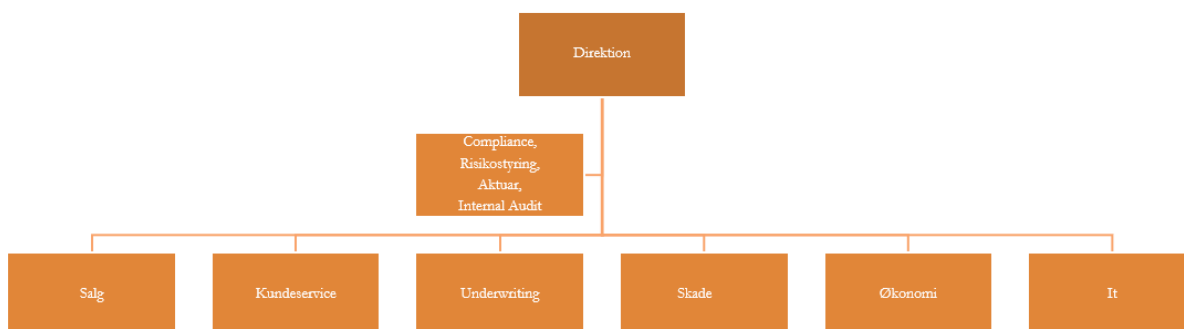 Direktion
Compliance,
Risikostyring,
Aktuar,
Internal Audit
Salg
Kundeservice
Underwriting
Skade
Økonomi
It